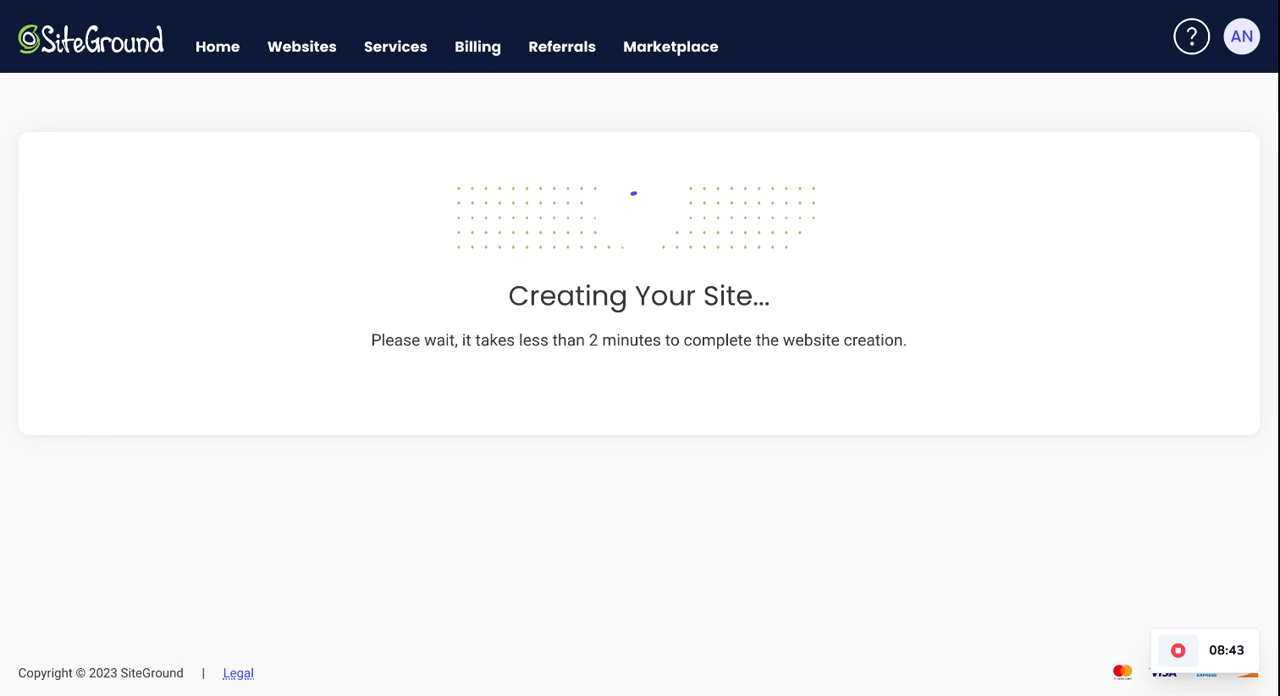 SiteGround
Home Websites Services Billing Referrals Marketplace
? AN
Creating Your Site...
Please wait, it takes less than 2 minutes to complete the website creation.
08:43
Copyright © 2023 SiteGround | Legal
VISA
EXPRESS